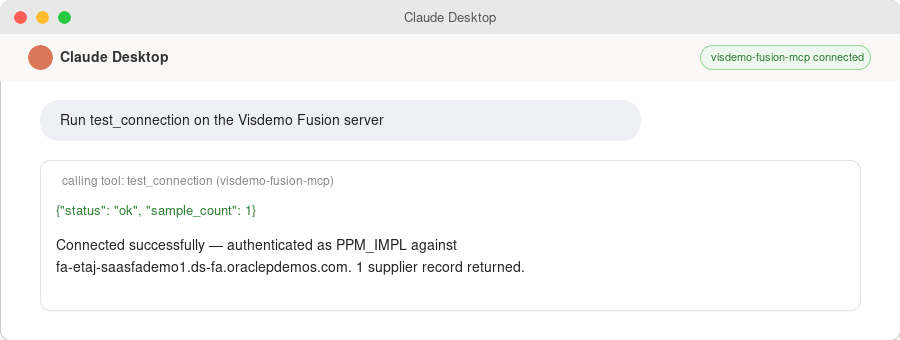 Claude Desktop
Claude Desktop
visdemo-fusion-mcp connected
Run test_connection on the Visdemo Fusion server
calling tool: test_connection (visdemo-fusion-mcp)
{"status": "ok", "sample_count": 1}
Connected successfully — authenticated as PPM_IMPL against
fa-etaj-saasfademo1.ds-fa.oraclepdemos.com. 1 supplier record returned.